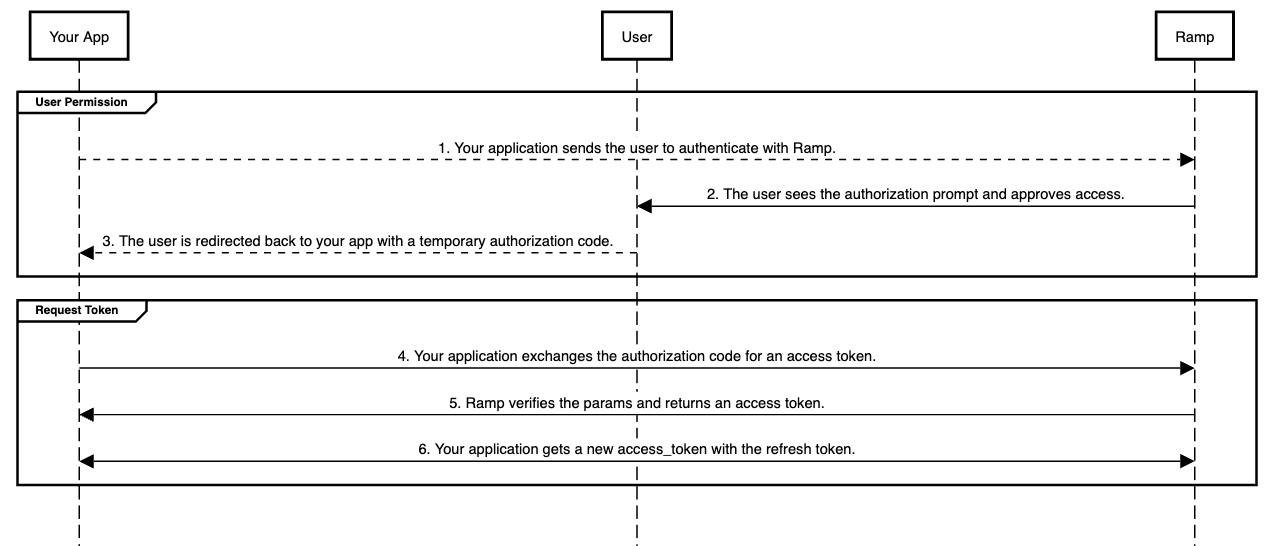 Your App
User
Ramp
User Permission
1. Your application sends the user to authenticate with Ramp.
2. The user sees the authorization prompt and approves access.
3. The user is redirected back to your app with a temporary authorization code.
Request Token
4. Your application exchanges the authorization code for an access token.
5. Ramp verifies the params and returns an access token.
6. Your application gets a new access_token with the refresh token.